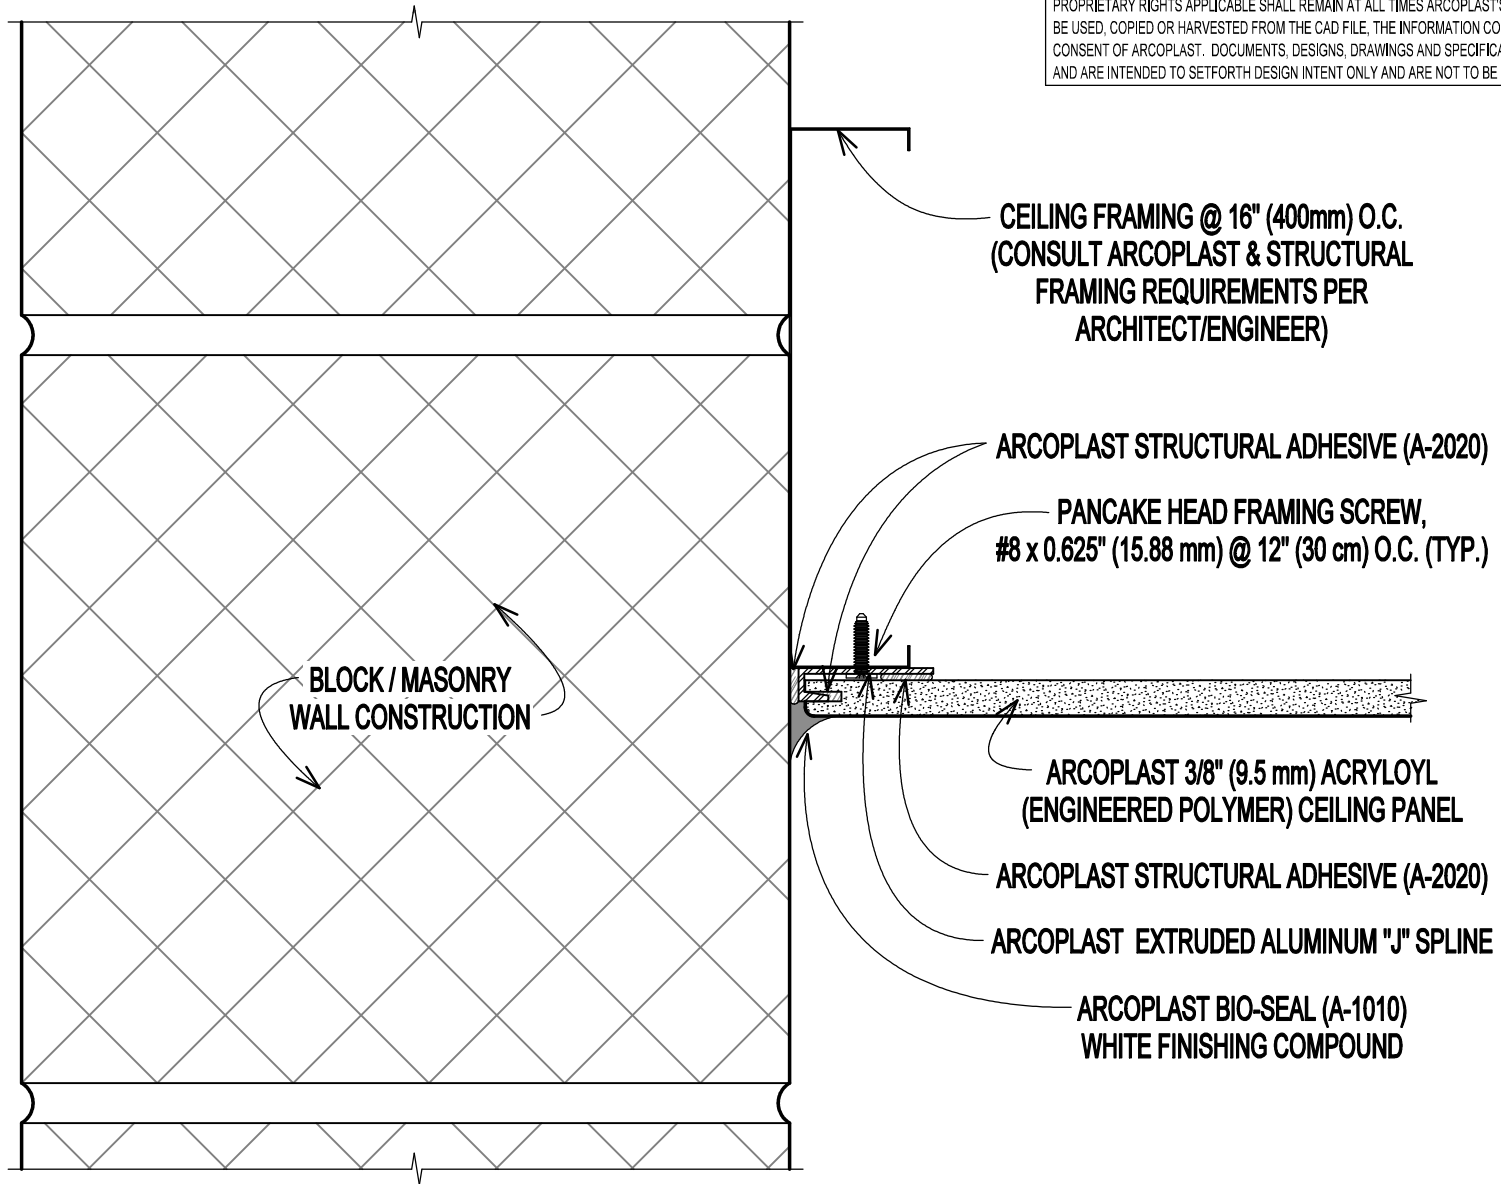 PROPRIETARY RIGHTS APPLICABLE SHALL REMAIN AT ALL TIMES ARCOPLAST'S
BE USED, COPIED OR HARVESTED FROM THE CAD FILE, THE INFORMATION
CONSENT OF ARCOPLAST. DOCUMENTS, DESIGNS, DRAWINGS AND
AND ARE INTENDED TO SETFORTH DESIGN INTENT ONLY AND ARE NOT TO BE
CEILING FRAMING @ 16" (400mm) O.C.
(CONSULT ARCOPLAST & STRUCTURAL
FRAMING REQUIREMENTS PER
ARCHITECT/ENGINEER)
ARCOPLAST STRUCTURAL ADHESIVE (A-2020)
PANCAKE HEAD FRAMING SCREW,
#8 x 0.625" (15.88 mm) @ 12" (30 cm) O.C. (TYP.)
BLOCK / MASONRY
WALL CONSTRUCTION
ARCOPLAST 3/8" (9.5 mm) ACRYLOYL
(ENGINEERED POLYMER) CEILING PANEL
ARCOPLAST STRUCTURAL ADHESIVE (A-2020)
ARCOPLAST EXTRUDED ALUMINUM "J" SPLINE
ARCOPLAST BIO-SEAL (A-1010)
WHITE FINISHING COMPOUND